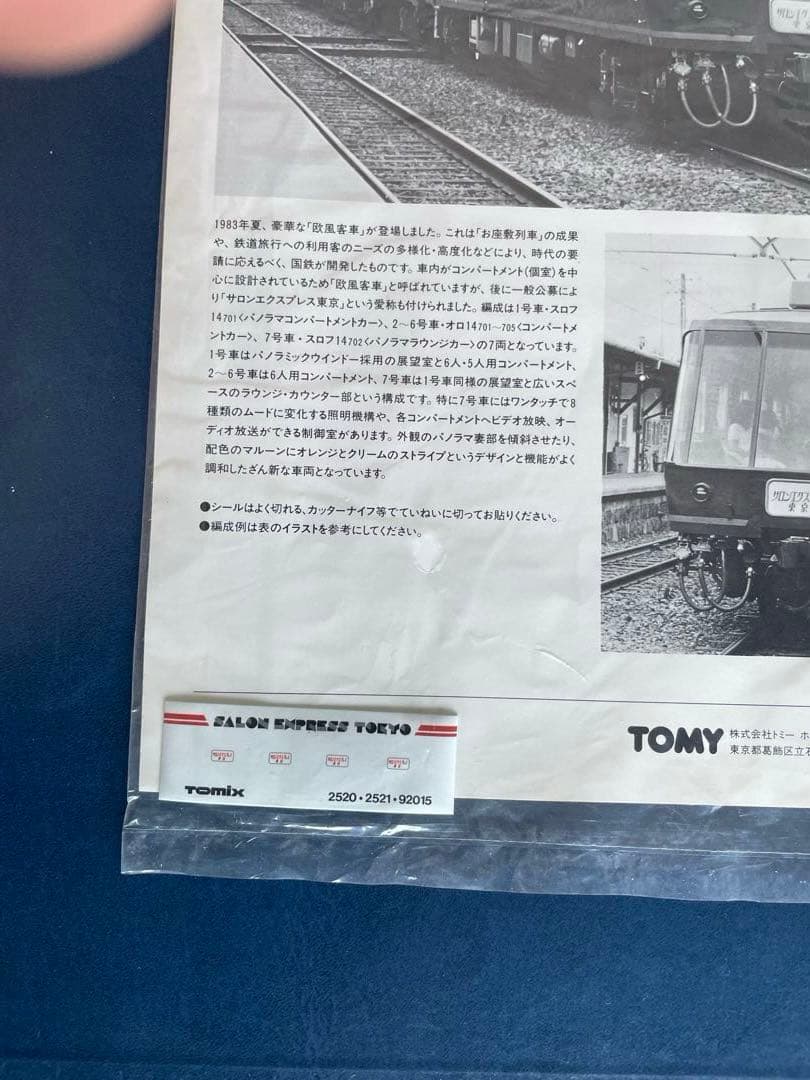 サロンエクス
東京
1983年夏、豪華な「欧風客車」が登場しました。これは「お座敷列車」の成果
や、鉄道旅行への利用客のニーズの多様化・高度化などにより、時代の要
請に応えるべく、国鉄が開発したものです。車内がコンパートメント(個室)を中
心に設計されているため「欧風客車」と呼ばれていますが、後に一般公募によ
り「サロンエクスプレス東京」という愛称も付けられました。編成は1号車・スロフ
14701〈パノラマコンパートメントカー〉、2〜6号車・オロ14701〜705〈コンパートメ
ントカー〉、7号車・スロフ14702〈パノラマラウンジカー〉の7両となっています。
1号車はパノラミックウインドー採用の展望室と6人・5人用コンパートメント、
2〜6号車は6人用コンパートメント、7号車は1号車同様の展望室と広いスペ
ースのラウンジ・カウンター部という構成です。特に7号車にはワンタッチで8
種類のムードに変化する照明機構や、各コンパートメントへビデオ放映、オー
ディオ放送ができる制御室があります。外観のパノラマ妻部を傾斜させたり、
配色のマルーンにオレンジとクリームのストライプというデザインと機能がよく
調和したざん新な車両となっています。
●シールはよく切れる、カッターナイフ等でていねいに切ってお貼りください。
●編成例は表のイラストを参考にしてください。
サロンエクス
東京
SALON EXPRESS TOKYO
TOMIX
2520・2521・92015
TOMY 株式会社トミー ホ
東京都葛飾区立石